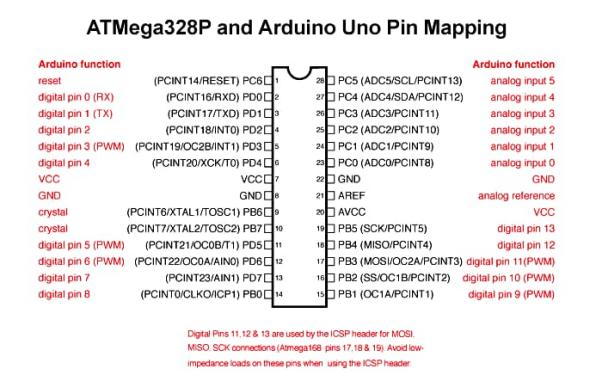 ATMega328P and Arduino Uno Pin Mapping
Arduino function Arduino function
reset (PCINT14/RESET) PC6 1 28 PC5 (ADC5/SCL/PCINT13) analog input 5
digital pin 0 (RX) (PCINT16/RXD) PD0 2 27 PC4 (ADC4/SDA/PCINT12) analog input 4
digital pin 1 (TX) (PCINT17/TXD) PD1 3 26 PC3 (ADC3/PCINT11) analog input 3
digital pin 2 (PCINT18/INT0) PD2 4 25 PC2 (ADC2/PCINT10) analog input 2
digital pin 3 (PWM) (PCINT19/OC2B/INT1) PD3 5 24 PC1 (ADC1/PCINT9) analog input 1
digital pin 4 (PCINT20/XCK/T0) PD4 6 23 PC0 (ADC0/PCINT8) analog input 0
VCC VCC 7 22 GND GND
GND GND 8 21 AREF analog reference
crystal (PCINT6/XTAL1/TOSC1) PB6 9 20 AVCC VCC
crystal (PCINT7/XTAL2/TOSC2) PB7 10 19 PB5 (SCK/PCINT5) digital pin 13
digital pin 5 (PWM) (PCINT21/OC0B/T1) PD5 11 18 PB4 (MISO/PCINT4) digital pin 12
digital pin 6 (PWM) (PCINT22/OC0A/AIN0) PD6 12 17 PB3 (MOSI/OC2A/PCINT3) digital pin 11(PWM)
digital pin 7 (PCINT23/AIN1) PD7 13 16 PB2 (SS/OC1B/PCINT2) digital pin 10 (PWM)
digital pin 8 (PCINT0/CLKO/ICP1) PB0 14 15 PB1 (OC1A/PCINT1) digital pin 9 (PWM)
Digital Pins 11,12 & 13 are used by the ICSP header for MOSI,
MISO, SCK connections (Atmega168 pins 17,18 & 19). Avoid low-
impedance loads on these pins when using the ICSP header.